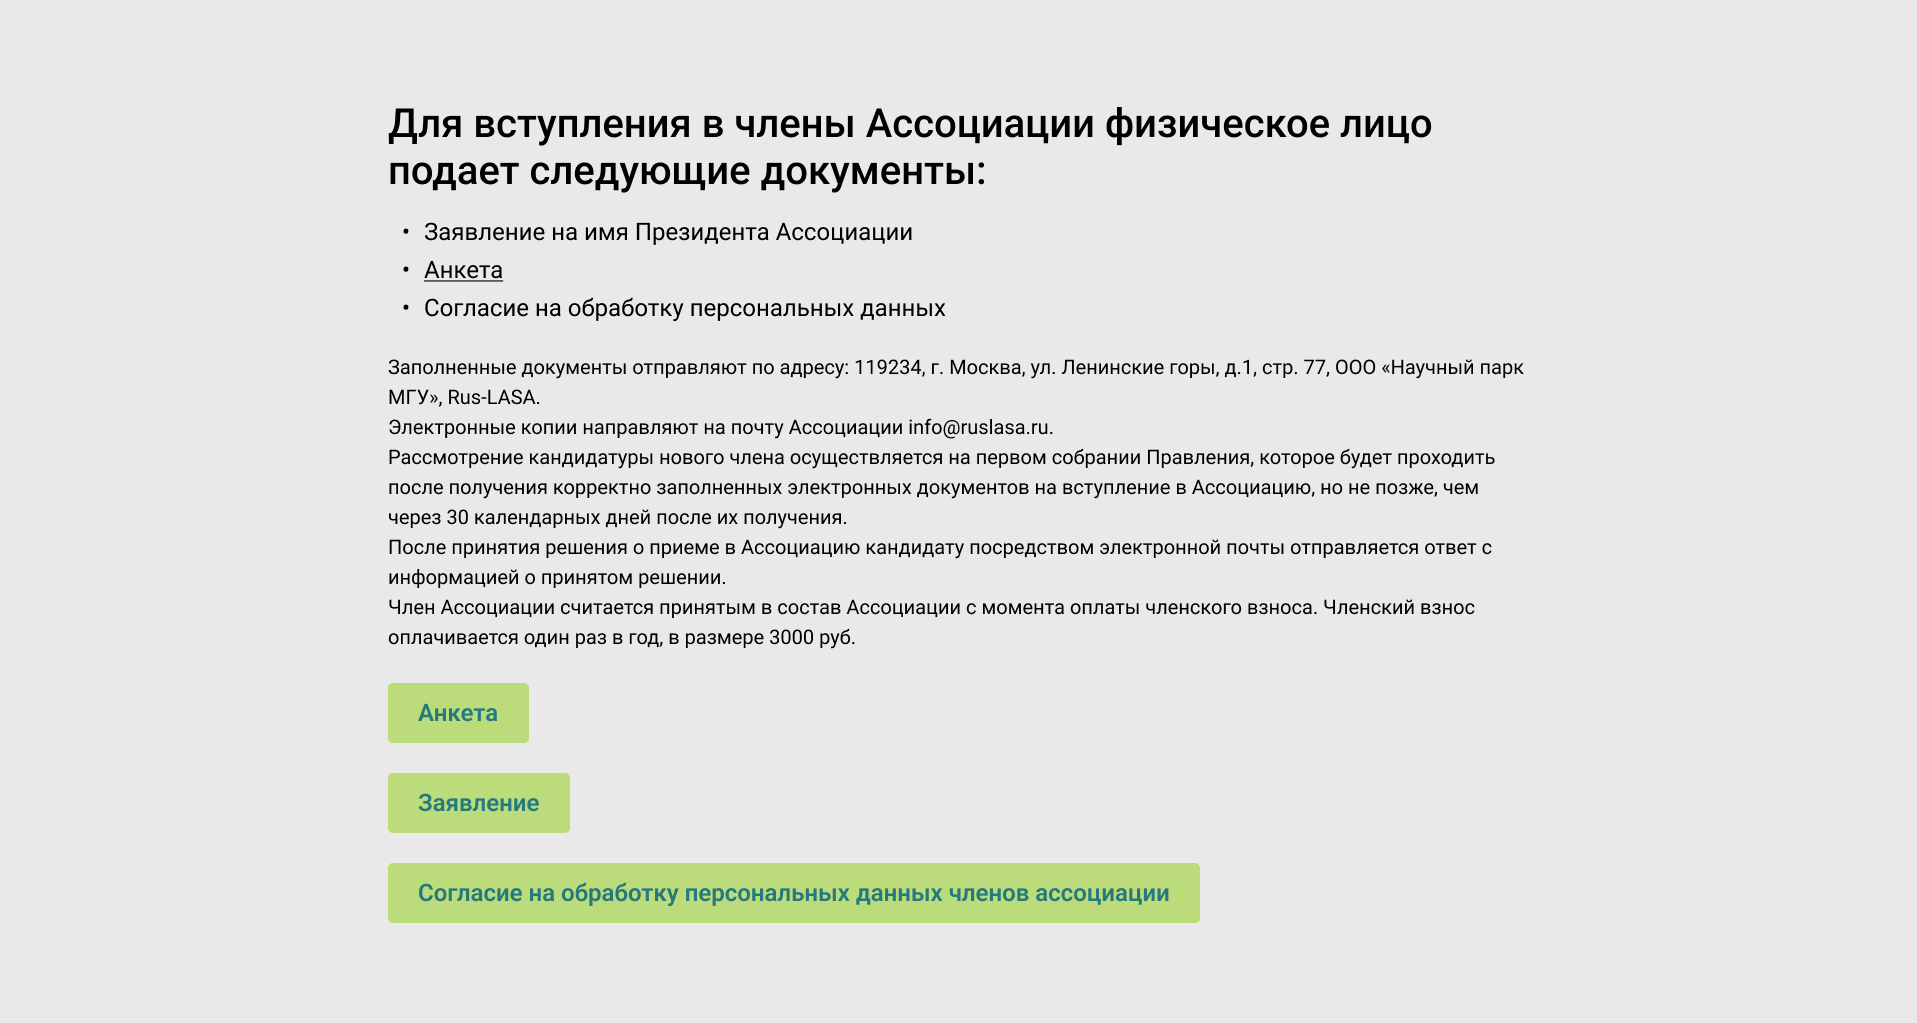 Для вступления в члены Ассоциации физическое лицо
подает следующие документы:
• Заявление на имя Президента Ассоциации
• Анкета
• Согласие на обработку персональных данных
Заполненные документы отправляют по адресу: 119234, г. Москва, ул. Ленинские горы, д.1, стр. 77, ООО «Научный парк
МГУ», Rus-LASA.
Электронные копии направляют на почту Ассоциации info@ruslasa.ru.
Рассмотрение кандидатуры нового члена осуществляется на первом собрании Правления, которое будет проходить
после получения корректно заполненных электронных документов на вступление в Ассоциацию, но не позже, чем
через 30 календарных дней после их получения.
После принятия решения о приеме в Ассоциацию кандидату посредством электронной почты отправляется ответ с
информацией о принятом решении.
Член Ассоциации считается принятым в состав Ассоциации с момента оплаты членского взноса. Членский взнос
оплачивается один раз в год, в размере 3000 руб.
Анкета
Заявление
Согласие на обработку персональных данных членов ассоциации